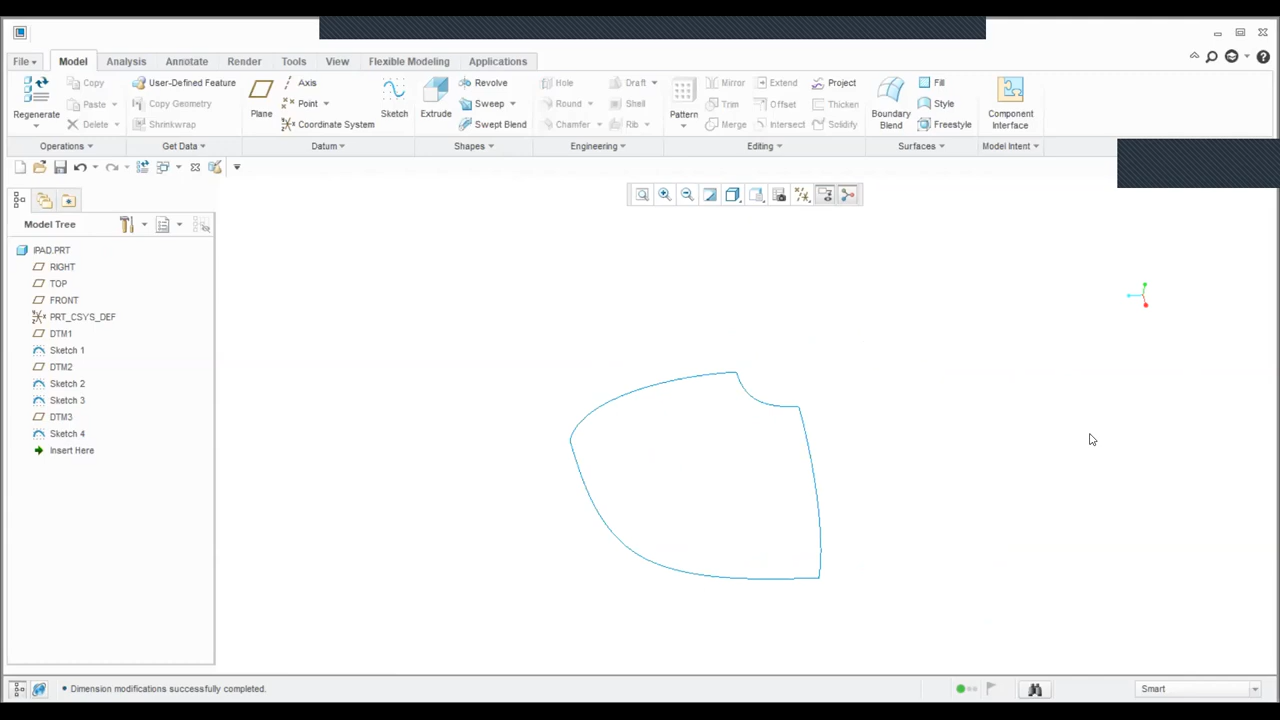 File Model Analysis Annotate Render Tools View Flexible Modeling Applications
Regenerate Copy User-Defined Feature Plane Axis Sketch Extrude Revolve Hole Draft Pattern Mirror Extend Project Boundary Blend Fill Component Interface
Paste Copy Geometry Point Sweep Round Shell Trim Offset Thicken Style
Delete Shrinkwrap Coordinate System Swept Blend Chamfer Rib Merge Intersect Solidify Freestyle
Operations Get Data Datum Shapes Engineering Editing Surfaces Model Intent
Model Tree
IPAD.PRT
RIGHT
TOP
FRONT
PRT_CSYS_DEF
DTM1
Sketch 1
DTM2
Sketch 2
Sketch 3
DTM3
Sketch 4
Insert Here
• Dimension modifications successfully completed. Smart